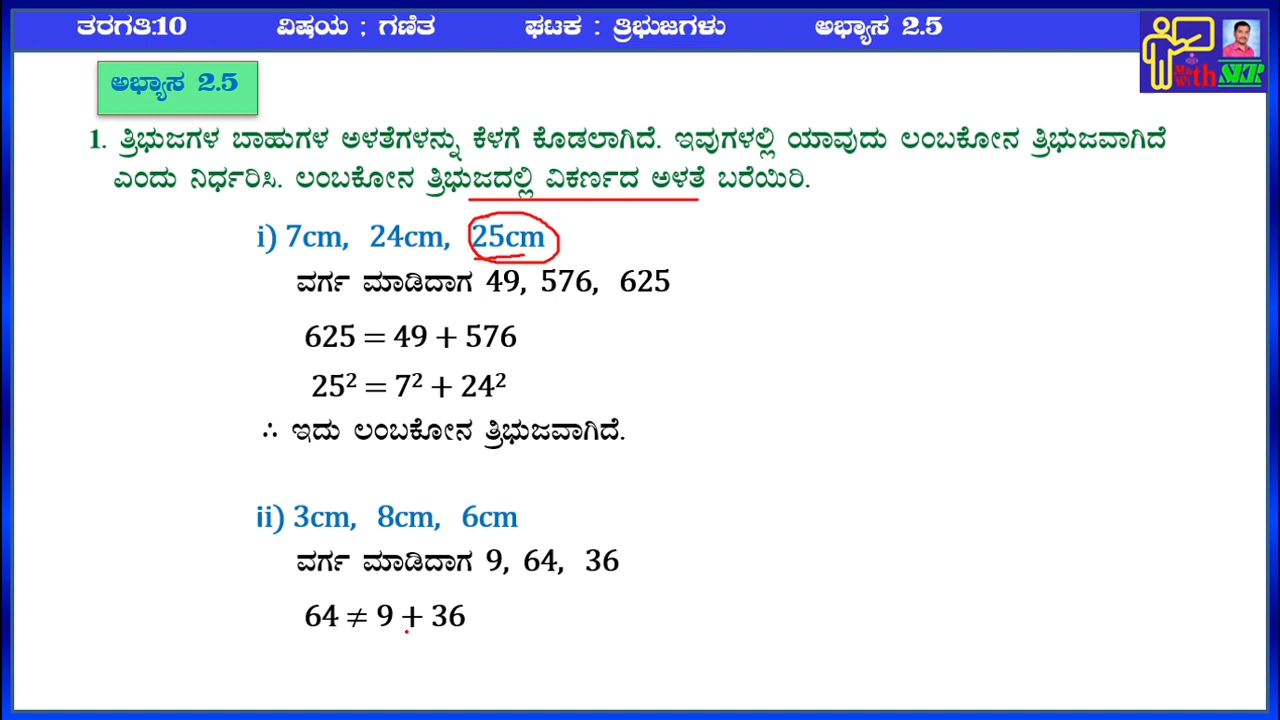 ತರಗತಿ:10 ವಿಷಯ ; ಗಣಿತ ಘಟಕ : ತ್ರಿಭುಜಗಳು ಅಭ್ಯಾಸ 2.5
ಅಭ್ಯಾಸ 2.5
1. ತ್ರಿಭುಜಗಳ ಬಾಹುಗಳ ಅಳತೆಗಳನ್ನು ಕೆಳಗೆ ಕೊಡಲಾಗಿದೆ. ಇವುಗಳಲ್ಲಿ ಯಾವುದು ಲಂಬಕೋನ ತ್ರಿಭುಜವಾಗಿದೆ
ಎಂದು ನಿರ್ಧರಿಸಿ. ಲಂಬಕೋನ ತ್ರಿಭುಜದಲ್ಲಿ ವಿಕರ್ಣದ ಅಳತೆ ಬರೆಯಿರಿ.
i) 7cm, 24cm, 25cm
ವರ್ಗ ಮಾಡಿದಾಗ 49, 576, 625
625 = 49 + 576
25² = 7² + 24²
∴ ಇದು ಲಂಬಕೋನ ತ್ರಿಭುಜವಾಗಿದೆ.
ii) 3cm, 8cm, 6cm
ವರ್ಗ ಮಾಡಿದಾಗ 9, 64, 36
64 ≠ 9 + 36